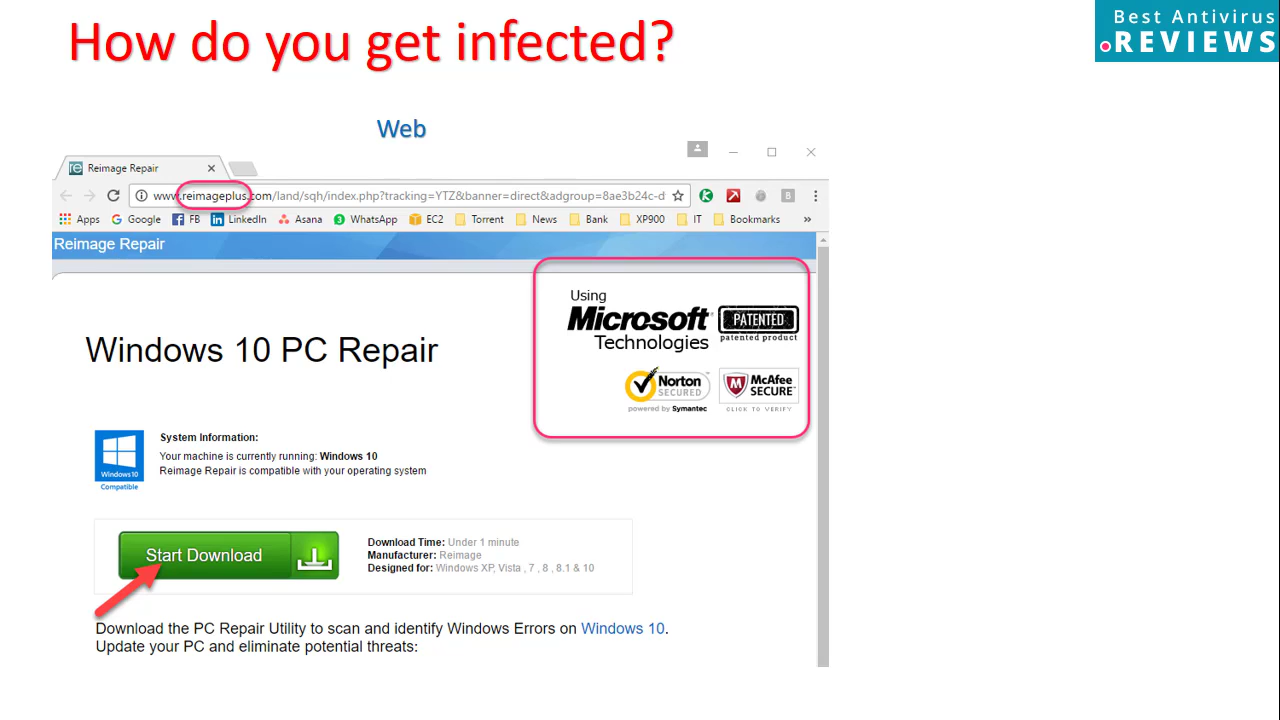 How do you get infected?
Best Antivirus
.REVIEWS
Web
Reimage Repair
www.reimageplus.com/land/sqh/index.php?tracking=YTZ&banner=direct&adgroup=8ae3b24c-d
Apps Google FB LinkedIn Asana WhatsApp EC2 Torrent News Bank XP900 IT Bookmarks »
Reimage Repair
Using
Microsoft
Technologies
PATENTED
patented product
Norton
SECURED
powered by Symantec
McAfee
SECURE
CLICK TO VERIFY
Windows 10 PC Repair
Windows 10
Compatible
System Information:
Your machine is currently running: Windows 10
Reimage Repair is compatible with your operating system
Start Download
Download Time: Under 1 minute
Manufacturer: Reimage
Designed for: Windows XP, Vista , 7 , 8 , 8.1 & 10
Download the PC Repair Utility to scan and identify Windows Errors on Windows 10.
Update your PC and eliminate potential threats: